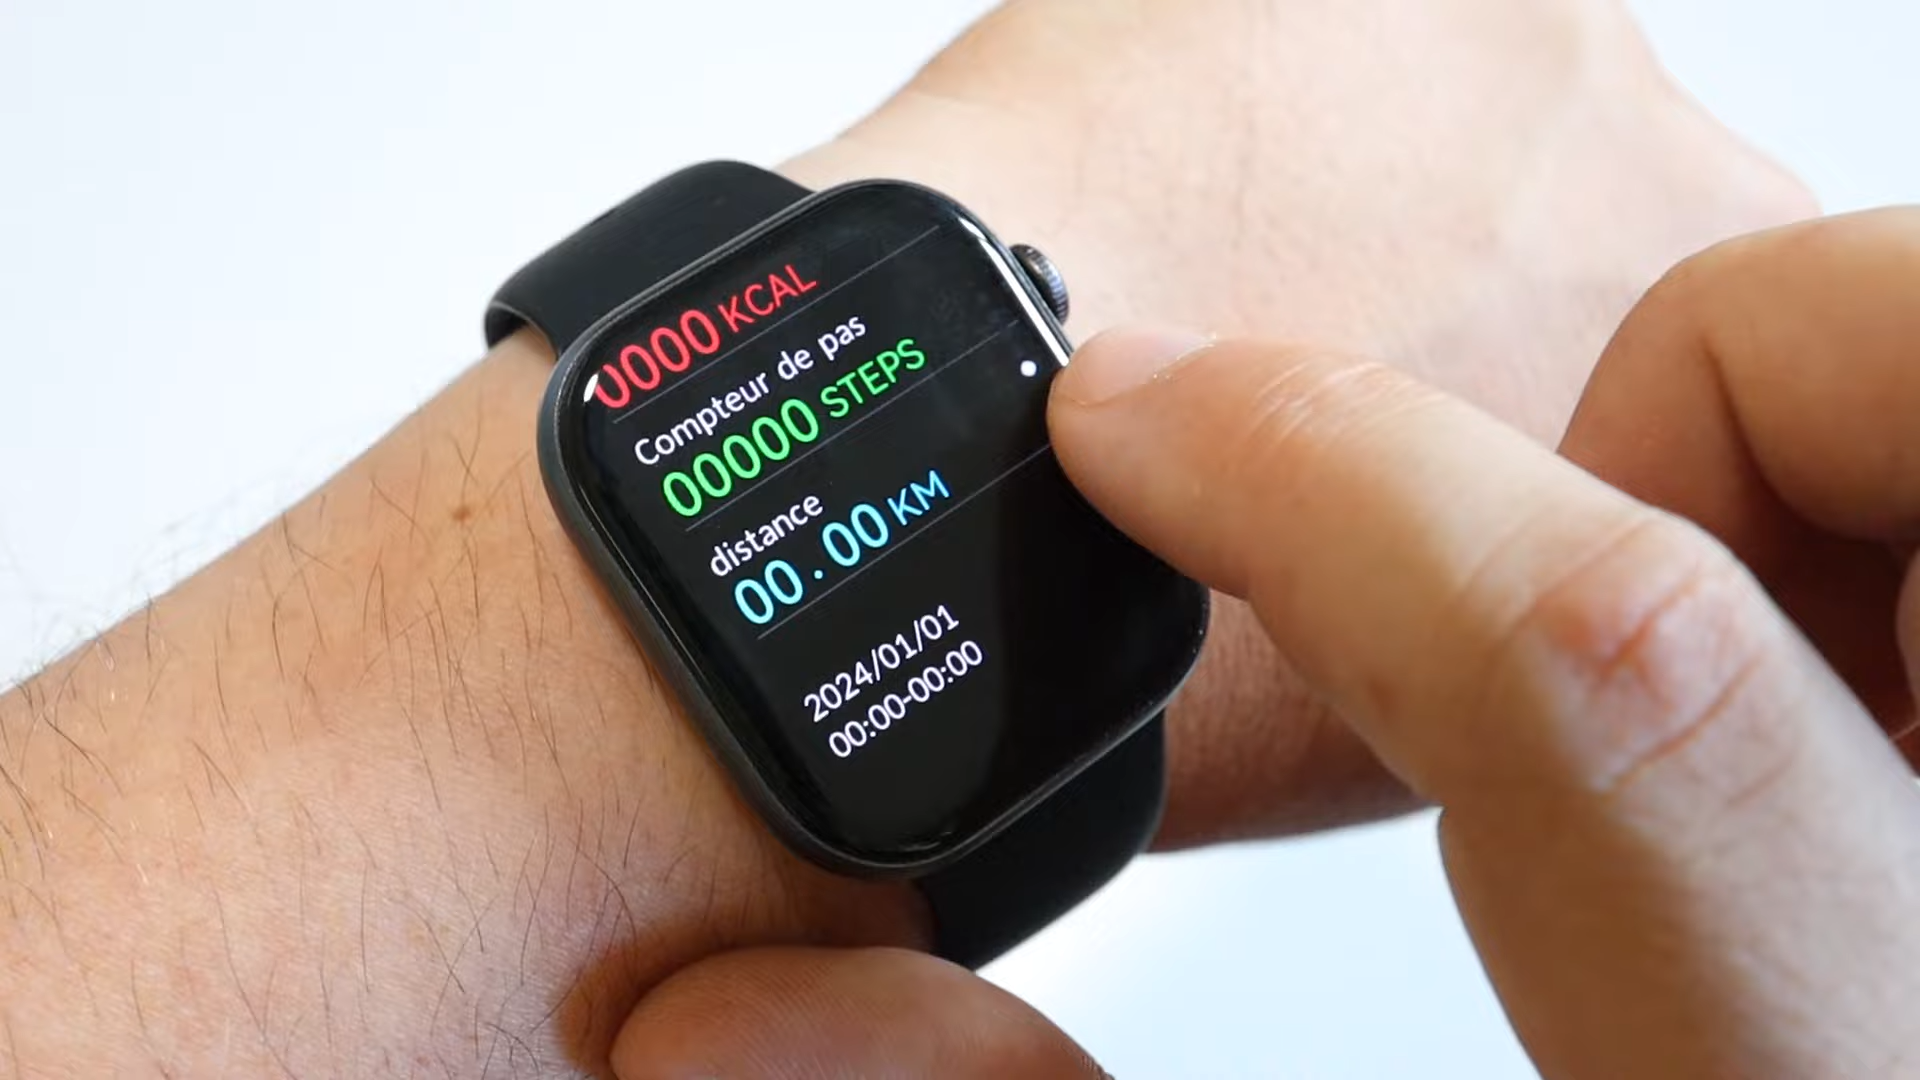 0000 KCAL
Compteur de pas
00000 STEPS
distance
00.00 KM
2024/01/01
00:00-00:00